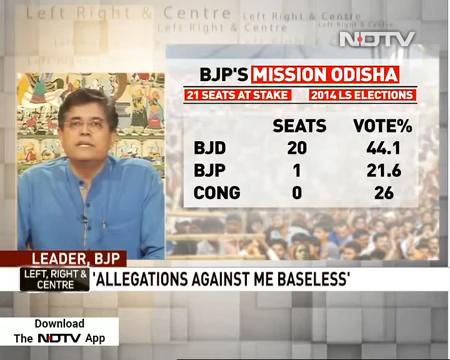 Left Right & Centre
NDTV
BJP'S MISSION ODISHA
21 SEATS AT STAKE 2014 LS ELECTIONS
SEATS VOTE%
BJD 20 44.1
BJP 1 21.6
CONG 0 26
LEADER, BJP
LEFT, RIGHT & CENTRE
'ALLEGATIONS AGAINST ME BASELESS'
Download
The NDTV App